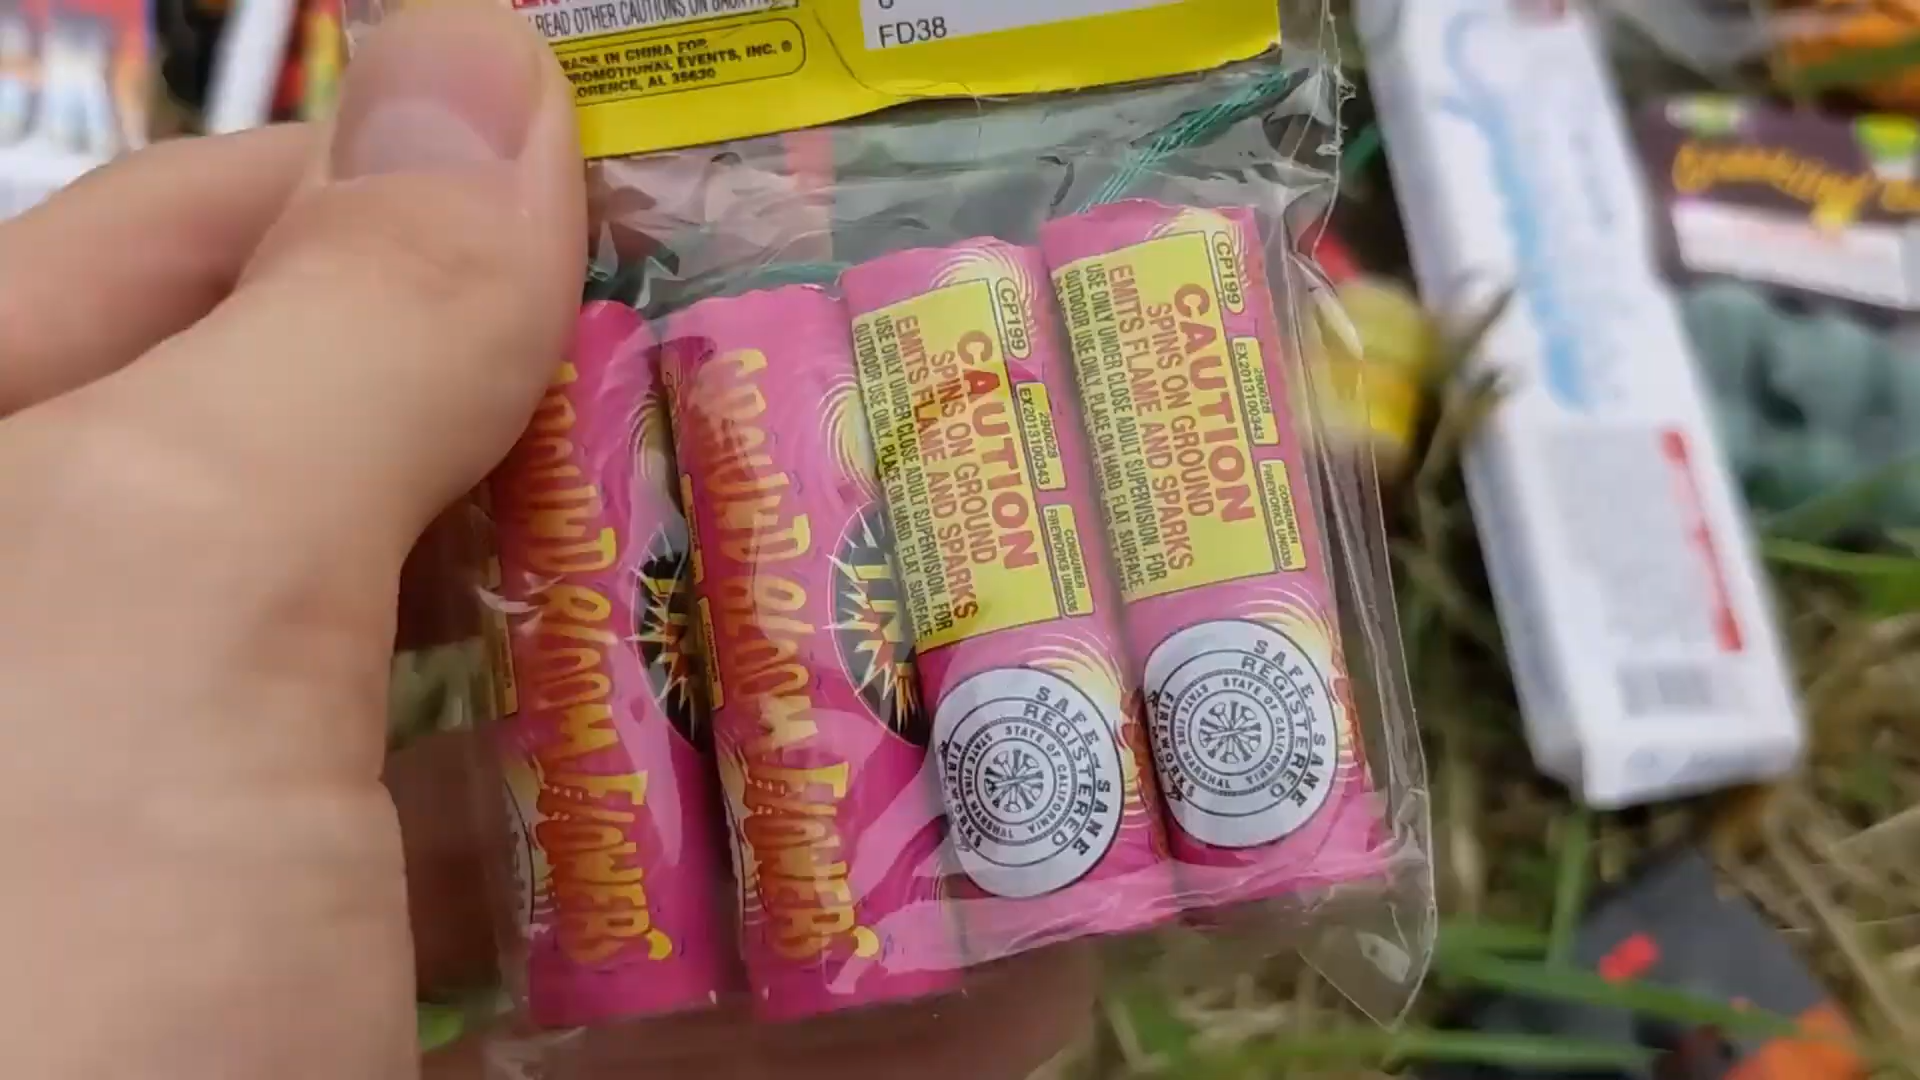 READ OTHER CAUTIONS ON
MADE IN CHINA FOR
PROMOTIONAL EVENTS, INC. ®
FLORENCE, AL 35630
FD38
GROUND BLOOM FLOWERS
GROUND BLOOM FLOWERS
CP199
290028
EX2013100343
CONSUMER
FIREWORKS UN0336
CAUTION
SPINS ON GROUND
EMITS FLAME AND SPARKS
USE ONLY UNDER CLOSE ADULT SUPERVISION. FOR
OUTDOOR USE ONLY. PLACE ON HARD FLAT SURFACE.
SAFE - SANE
REGISTERED
FIREWORKS
STATE OF CALIFORNIA
STATE FIRE MARSHAL
CP199
290028
EX2013100343
CONSUMER
FIREWORKS UN0336
CAUTION
SPINS ON GROUND
EMITS FLAME AND SPARKS
USE ONLY UNDER CLOSE ADULT SUPERVISION. FOR
OUTDOOR USE ONLY. PLACE ON HARD FLAT SURFACE.
SAFE - SANE
REGISTERED
FIREWORKS
STATE OF CALIFORNIA
STATE FIRE MARSHAL